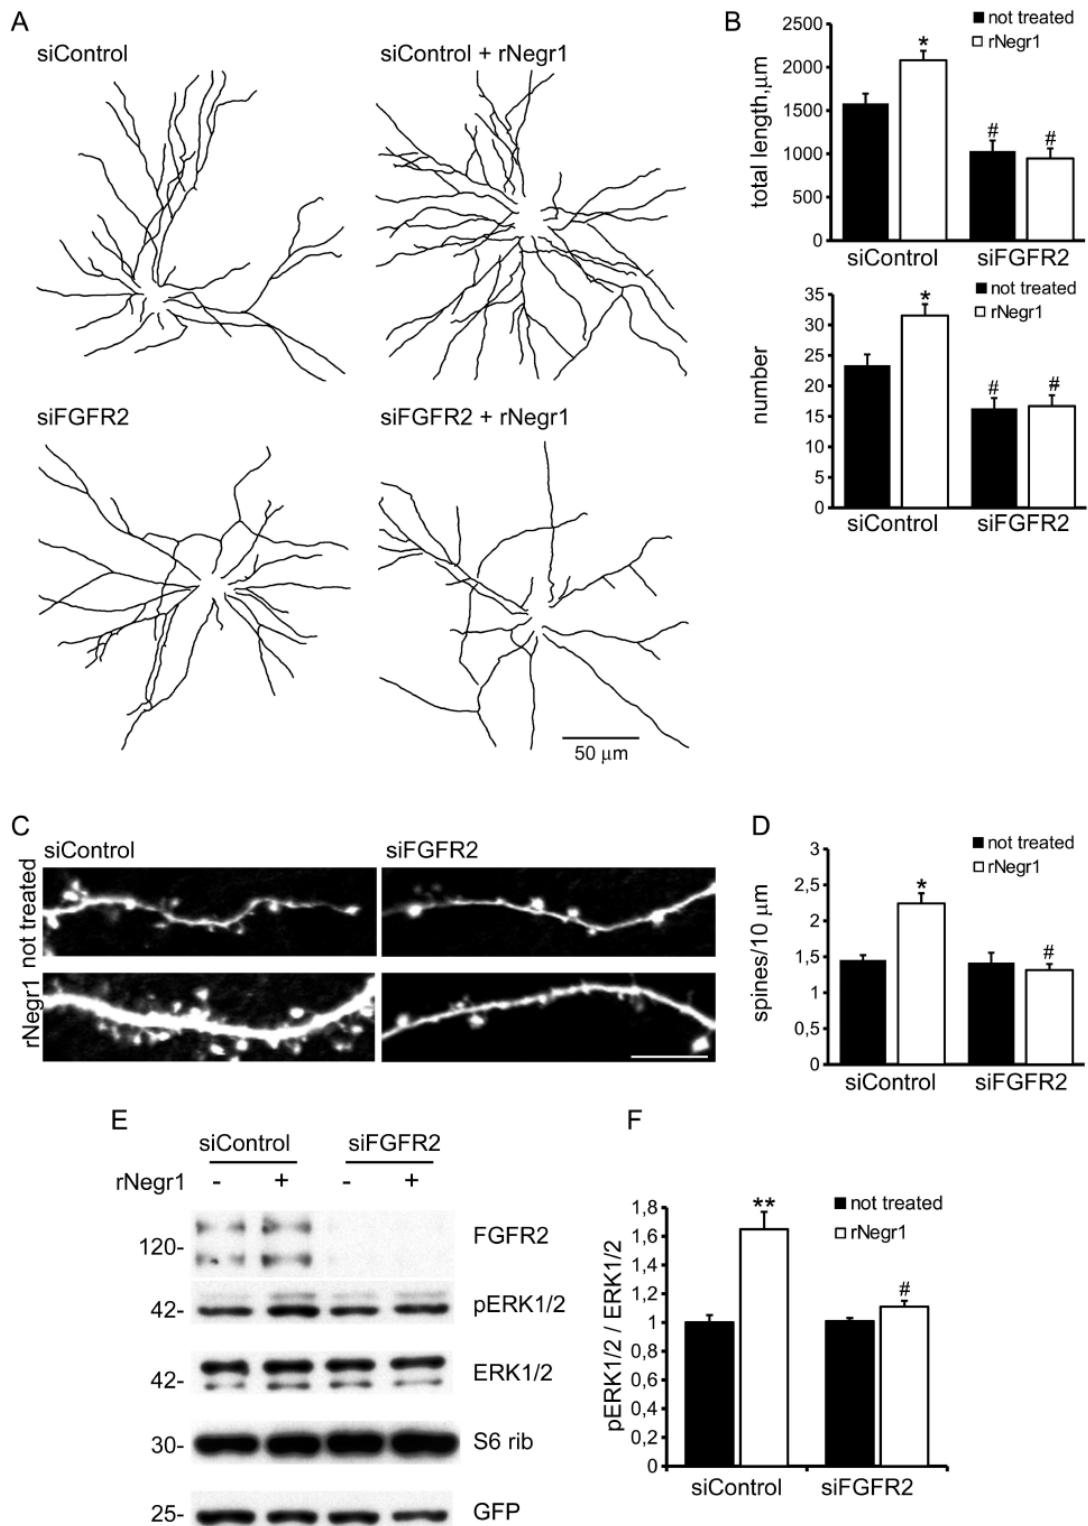 A
siControl
siControl + rNegr1
siFGFR2
siFGFR2 + rNegr1
50 μm
B
not treated
rNegr1
total length,μm
2500
2000
1500
1000
500
0
*
#
#
siControl
siFGFR2
not treated
rNegr1
number
35
30
25
20
15
10
5
0
*
#
#
siControl
siFGFR2
C
siControl
siFGFR2
not treated
rNegr1
D
not treated
rNegr1
spines/10 μm
3
2,5
2
1,5
1
0,5
0
*
#
siControl
siFGFR2
E
siControl
siFGFR2
rNegr1 - + - +
120- FGFR2
42- pERK1/2
42- ERK1/2
30- S6 rib
25- GFP
F
not treated
rNegr1
pERK1/2 / ERK1/2
1,8
1,6
1,4
1,2
1
0,8
0,6
0,4
0,2
0
**
#
siControl
siFGFR2